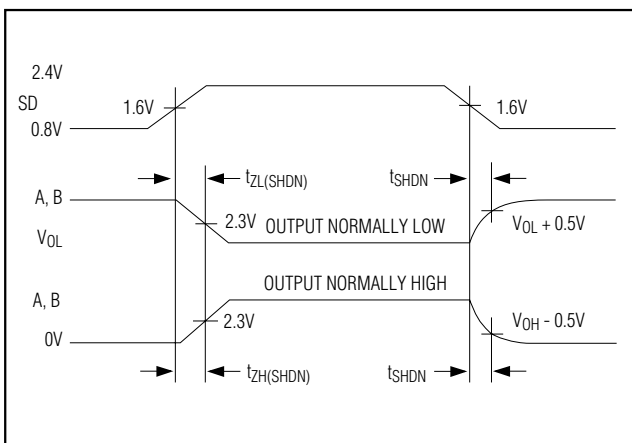 2.4V
SD
1.6V
1.6V
0.8V
tZL(SHDN)
tSHDN
A, B
2.3V
OUTPUT NORMALLY LOW
VOL + 0.5V
VOL
OUTPUT NORMALLY HIGH
A, B
2.3V
VOH - 0.5V
0V
tZH(SHDN)
tSHDN